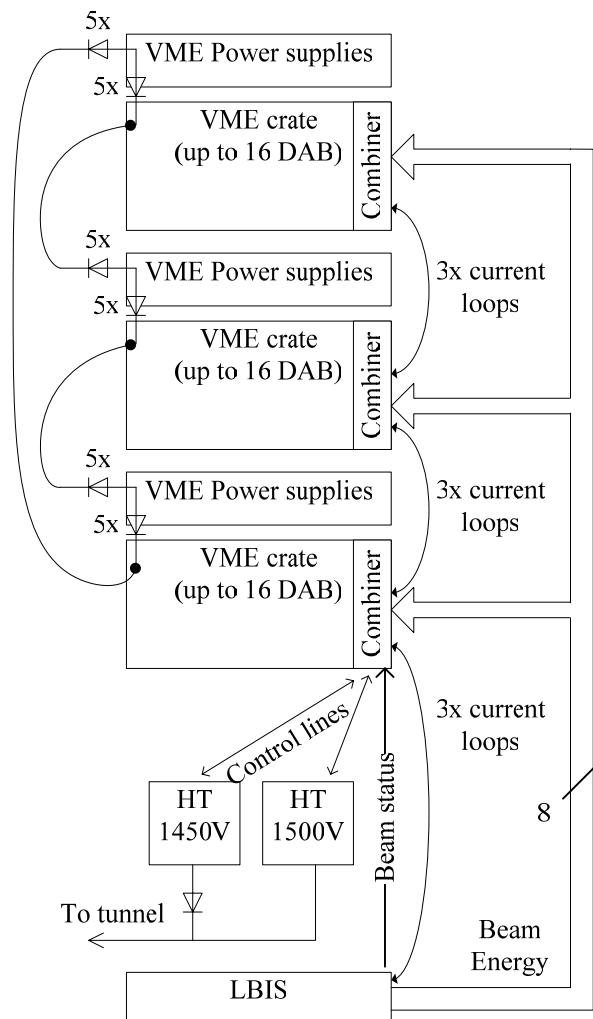 5x
VME Power supplies
5x
VME crate
(up to 16 DAB)
Combiner
5x
VME Power supplies
3x current
loops
5x
VME crate
(up to 16 DAB)
Combiner
5x
VME Power supplies
3x current
loops
5x
VME crate
(up to 16 DAB)
Combiner
3x current
loops
Control lines
HT
1450V
HT
1500V
Beam status
8
To tunnel
Beam
Energy
LBIS